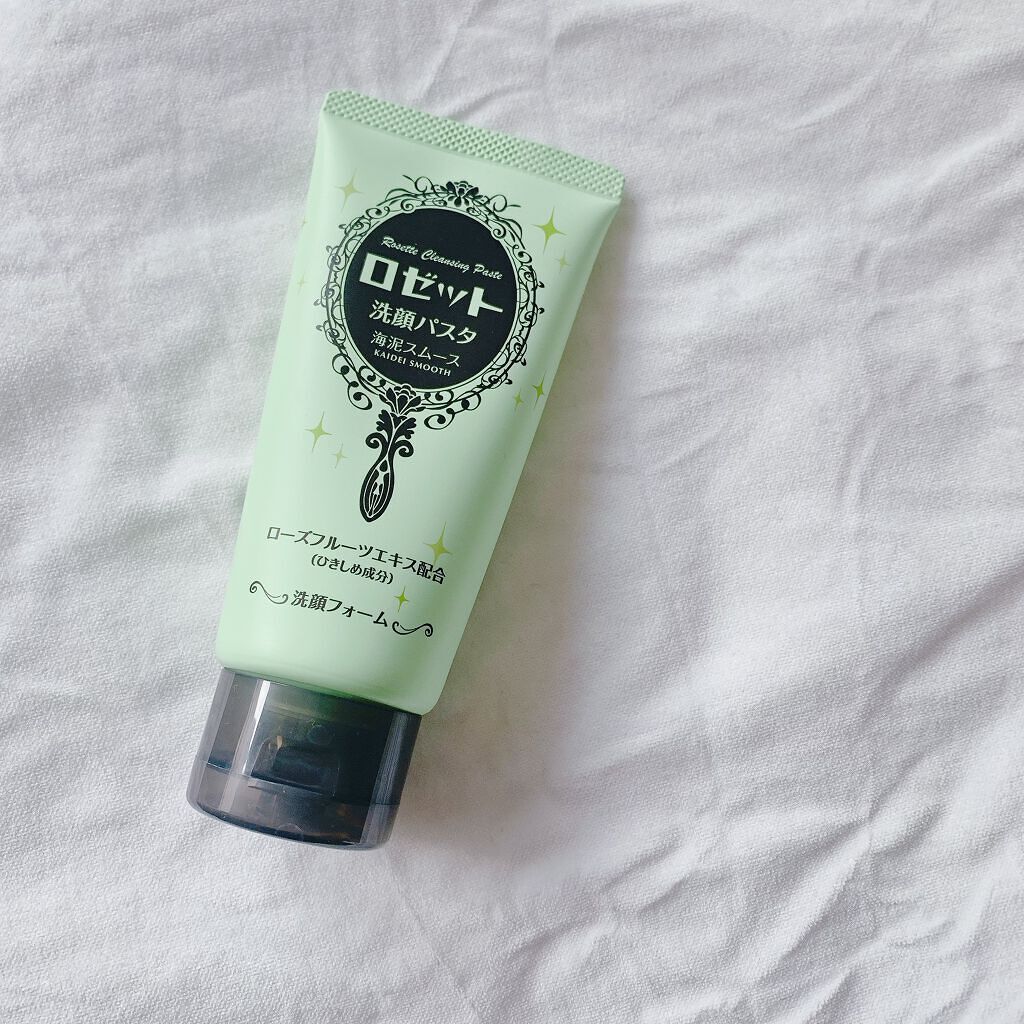 Rosette Cleansing Paste
ロゼット
洗顔パスタ
海泥スムース
KAIDEI SMOOTH
ローズフルーツエキス配合
(ひきしめ成分)
洗顔フォーム